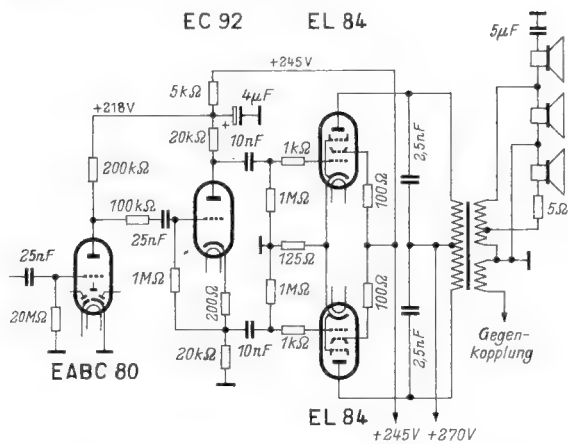 EC 92
EL 84
5µF
+245V
5kΩ
+218V
4µF
+
20kΩ
10nF
1kΩ
2,5nF
200kΩ
100Ω
1MΩ
100kΩ
25nF
5Ω
25nF
125Ω
1MΩ
200Ω
1MΩ
100Ω
20MΩ
10nF
1kΩ
2,5nF
20kΩ
Gegen-
kopplung
EABC 80
EL 84
+245V
+270V